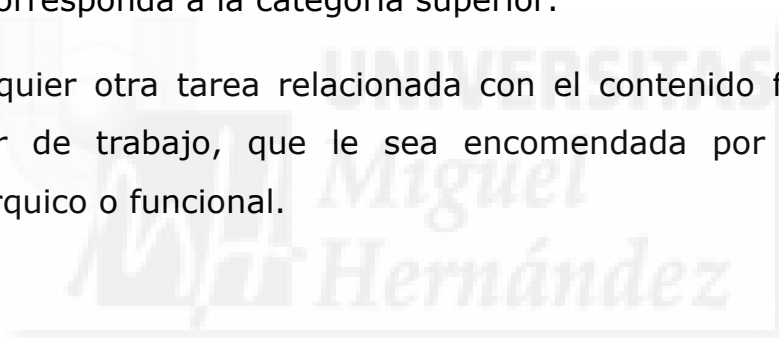 corresponda a la categoría superior.
quier otra tarea relacionada con el contenido f
r de trabajo, que le sea encomendada por
rquico o funcional.
UNIVERSITAS
Miguel
Hernández